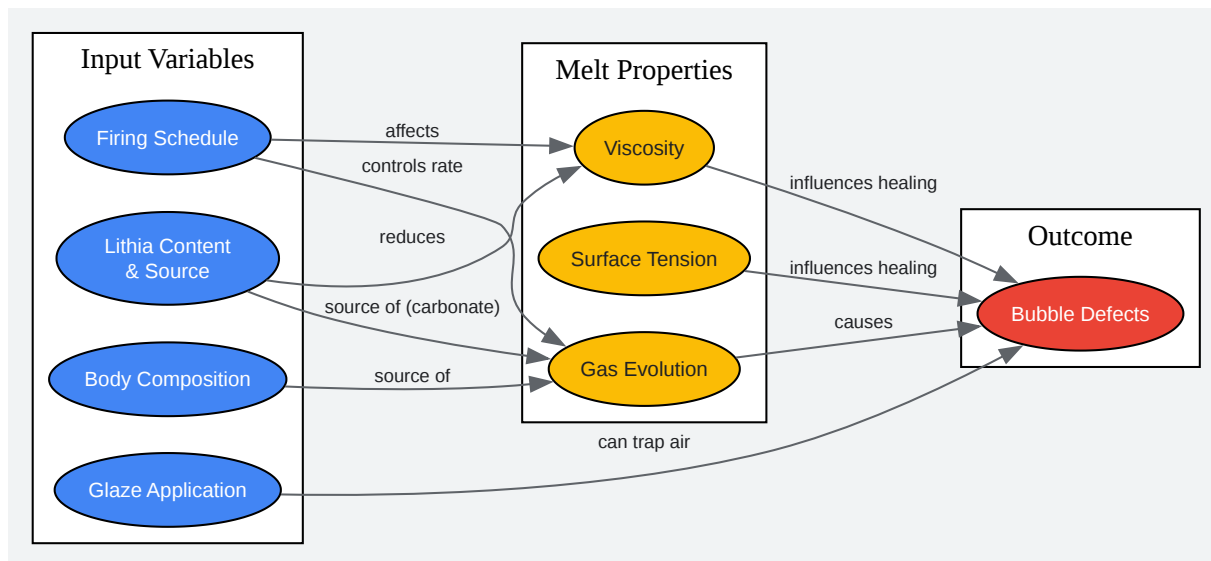 Input Variables
Firing Schedule
Lithia Content
& Source
Body Composition
Glaze Application
affects
controls rate
reduces
source of (carbonate)
source of
can trap air
Melt Properties
Viscosity
Surface Tension
Gas Evolution
influences healing
influences healing
causes
Outcome
Bubble Defects